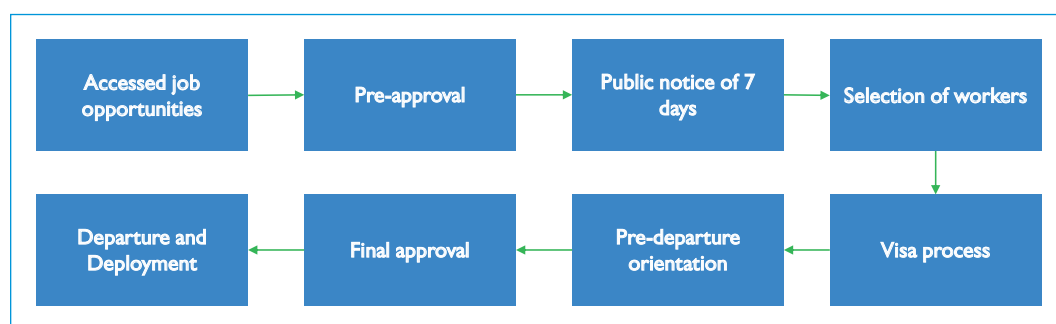 Accessed job
opportunities
Pre-approval
Public notice of 7
days
Selection of workers
Visa process
Pre-departure
orientation
Final approval
Departure and
Deployment